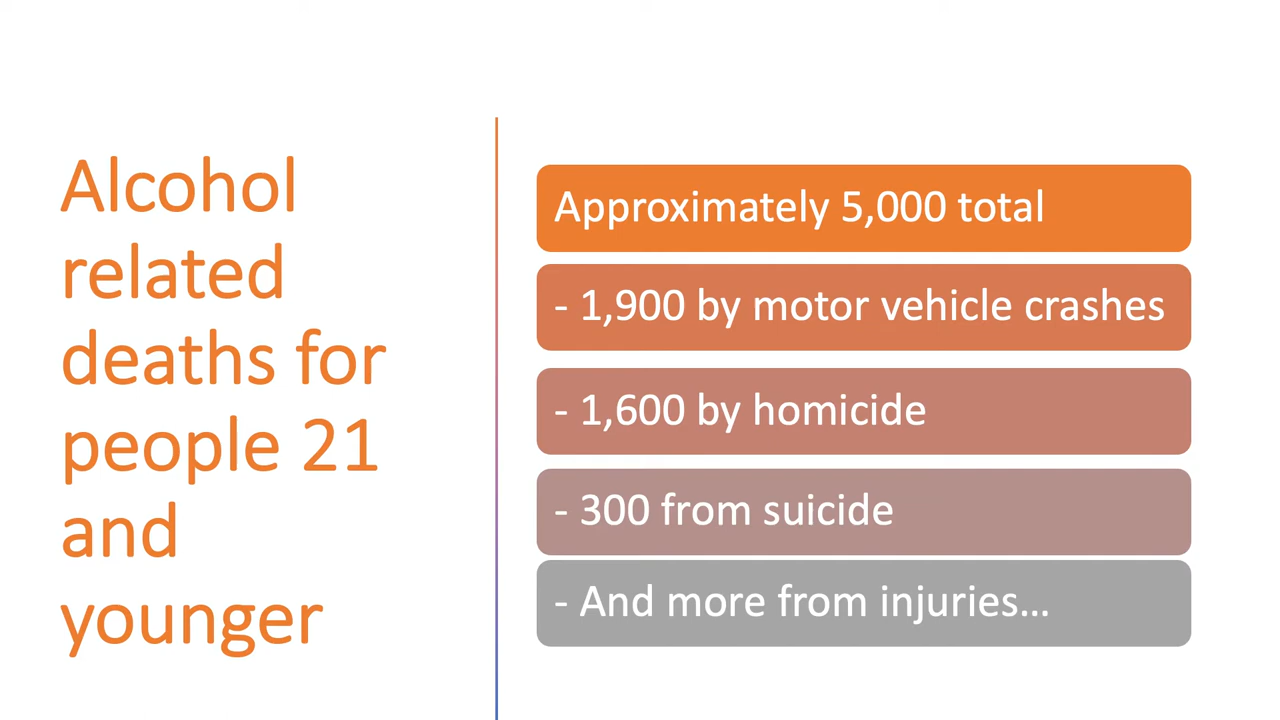 Alcohol
related
deaths for
people 21
and
younger
Approximately 5,000 total
- 1,900 by motor vehicle crashes
- 1,600 by homicide
- 300 from suicide
- And more from injuries...